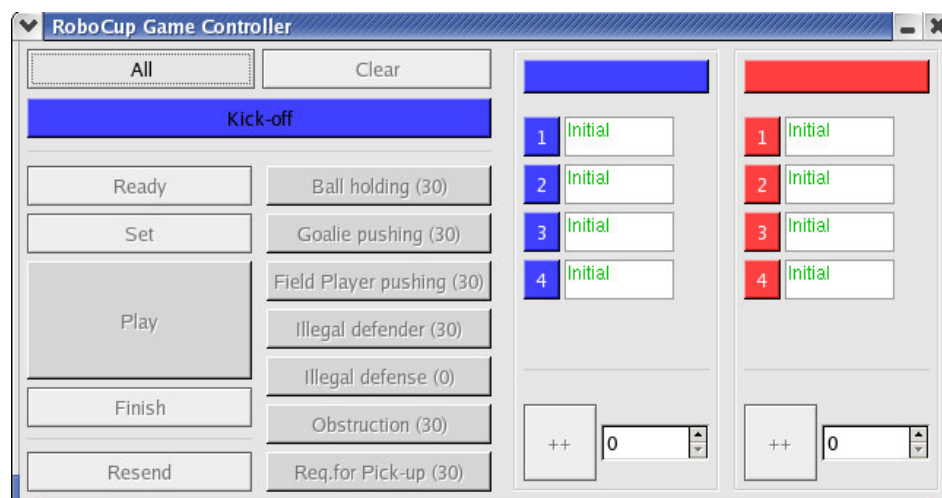 RoboCup Game Controller
All
Clear
Kick-off
Ready
Set
Play
Finish
Resend
Ball holding (30)
Goalie pushing (30)
Field Player pushing (30)
Illegal defender (30)
Illegal defense (0)
Obstruction (30)
Req.for Pick-up (30)
1 Initial
2 Initial
3 Initial
4 Initial
++ 0
1 Initial
2 Initial
3 Initial
4 Initial
++ 0